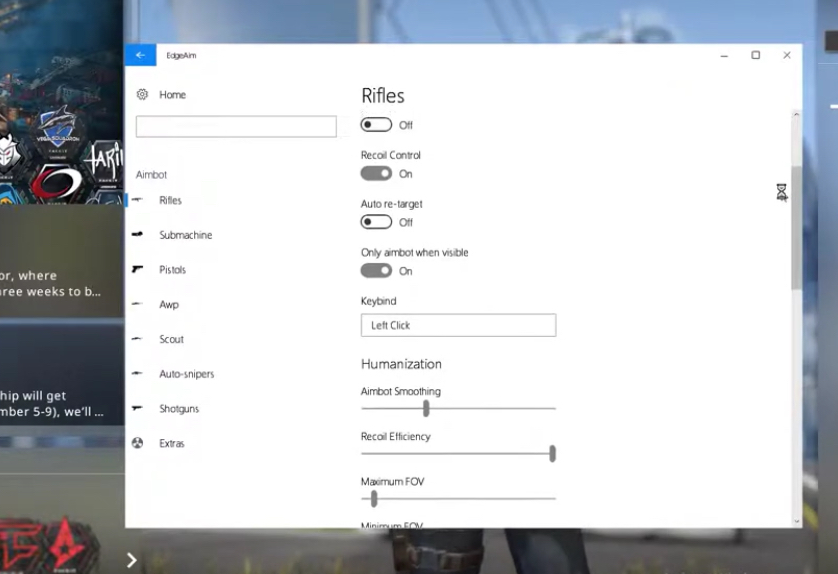 EdgeAim
Home
Rifles
Off
Recoil Control
On
Aimbot
Auto re-target
Rifles
Off
Submachine
Only aimbot when visible
On
Pistols
Keybind
Awp
Left Click
Scout
Humanization
Auto-snipers
Aimbot Smoothing
Shotguns
Recoil Efficiency
Extras
Maximum FOV
Minimum FOV
or, where
ree weeks to b...
hip will get
mber 5-9), we'll ...